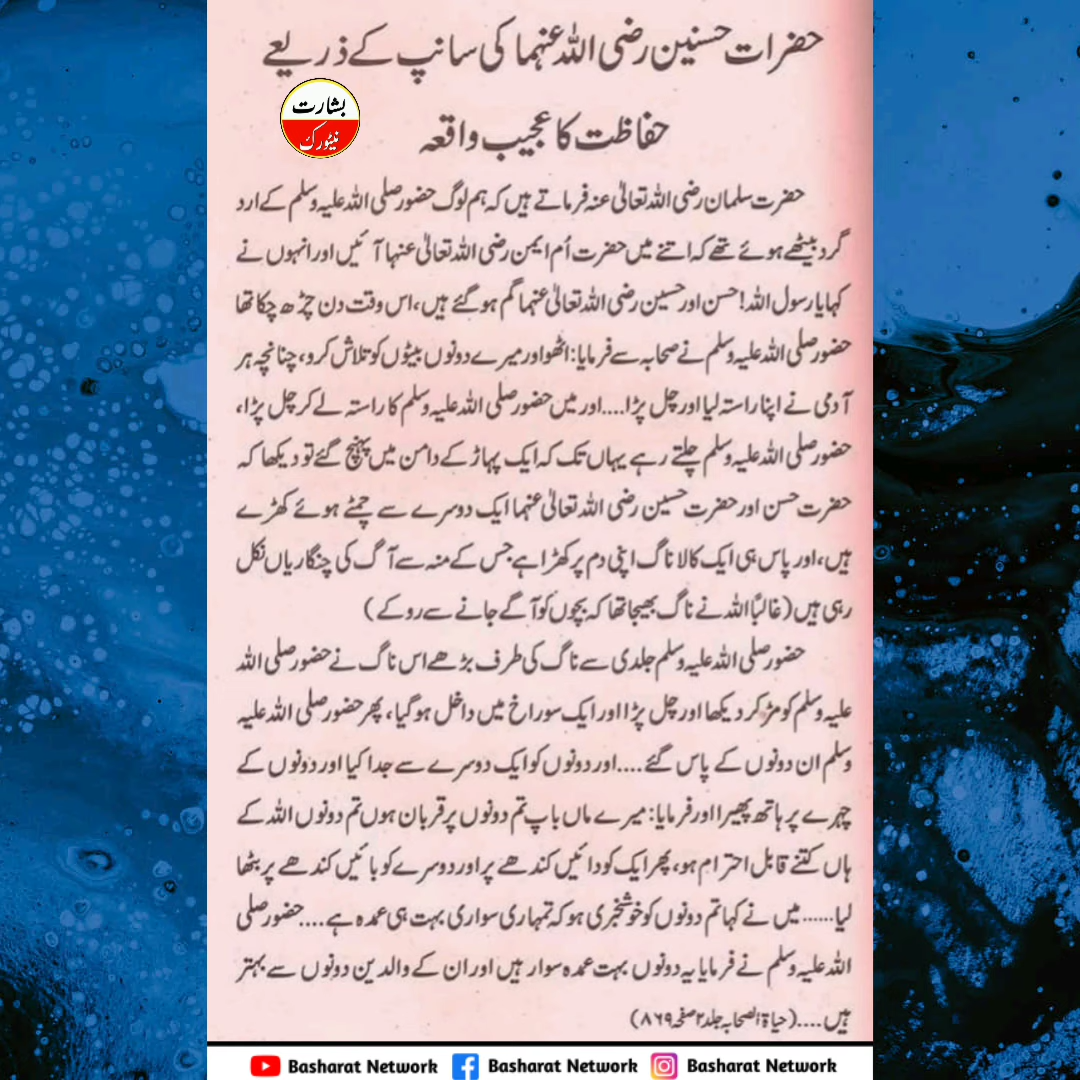 حضرات حسنین رضی اللہ عنہما کی سانپ کے ذریعے
بشارت
نیٹورک
حفاظت کا عجیب واقعہ
حضرت سلمان رضی اللہ تعالیٰ عنہ فرماتے ہیں کہ ہم لوگ حضور صلی اللہ علیہ وسلم کے ارد
گرد بیٹھے ہوئے تھے کہ اتنے میں حضرت اُم ایمن رضی اللہ تعالیٰ عنہا آئیں اور انہوں نے
کہا یا رسول اللہ! حسن اور حسین رضی اللہ تعالیٰ عنہما گم ہو گئے ہیں، اس وقت دن چڑھ چکا تھا
حضور صلی اللہ علیہ وسلم نے صحابہ سے فرمایا: اٹھو اور میرے دونوں بیٹوں کو تلاش کرو، چنانچہ ہر
آدمی نے اپنا راستہ لیا اور چل پڑا.... اور میں حضور صلی اللہ علیہ وسلم کا راستہ لے کر چل پڑا،
حضور صلی اللہ علیہ وسلم چلتے رہے یہاں تک کہ ایک پہاڑ کے دامن میں پہنچ گئے تو دیکھا کہ
حضرت حسن اور حضرت حسین رضی اللہ تعالیٰ عنہما ایک دوسرے سے چمٹے ہوئے کھڑے
ہیں، اور پاس ہی ایک کالا ناگ اپنی دم پر کھڑا ہے جس کے منہ سے آگ کی چنگاریاں نکل
رہی ہیں (غالباً اللہ نے ناگ بھیجا تھا کہ بچوں کو آگے جانے سے روکے)
حضور صلی اللہ علیہ وسلم جلدی سے ناگ کی طرف بڑھے اس ناگ نے حضور صلی اللہ
علیہ وسلم کو مڑ کر دیکھا اور چل پڑا اور ایک سوراخ میں داخل ہو گیا، پھر حضور صلی اللہ علیہ
وسلم ان دونوں کے پاس گئے.... اور دونوں کو ایک دوسرے سے جدا کیا اور دونوں کے
چہرے پر ہاتھ پھیرا اور فرمایا: میرے ماں باپ تم دونوں پر قربان ہوں تم دونوں اللہ کے
ہاں کتنے قابل احترام ہو، پھر ایک کو دائیں کندھے پر اور دوسرے کو بائیں کندھے پر بٹھا
لیا...... میں نے کہا تم دونوں کو خوشخبری ہو کہ تمہاری سواری بہت ہی عمدہ ہے.... حضور صلی
اللہ علیہ وسلم نے فرمایا یہ دونوں بہت عمدہ سوار ہیں اور ان کے والدین دونوں سے بہتر
ہیں.... (حیاۃ الصحابہ جلد ۲ صفحہ ۸۶۹)
Basharat Network Basharat Network Basharat Network